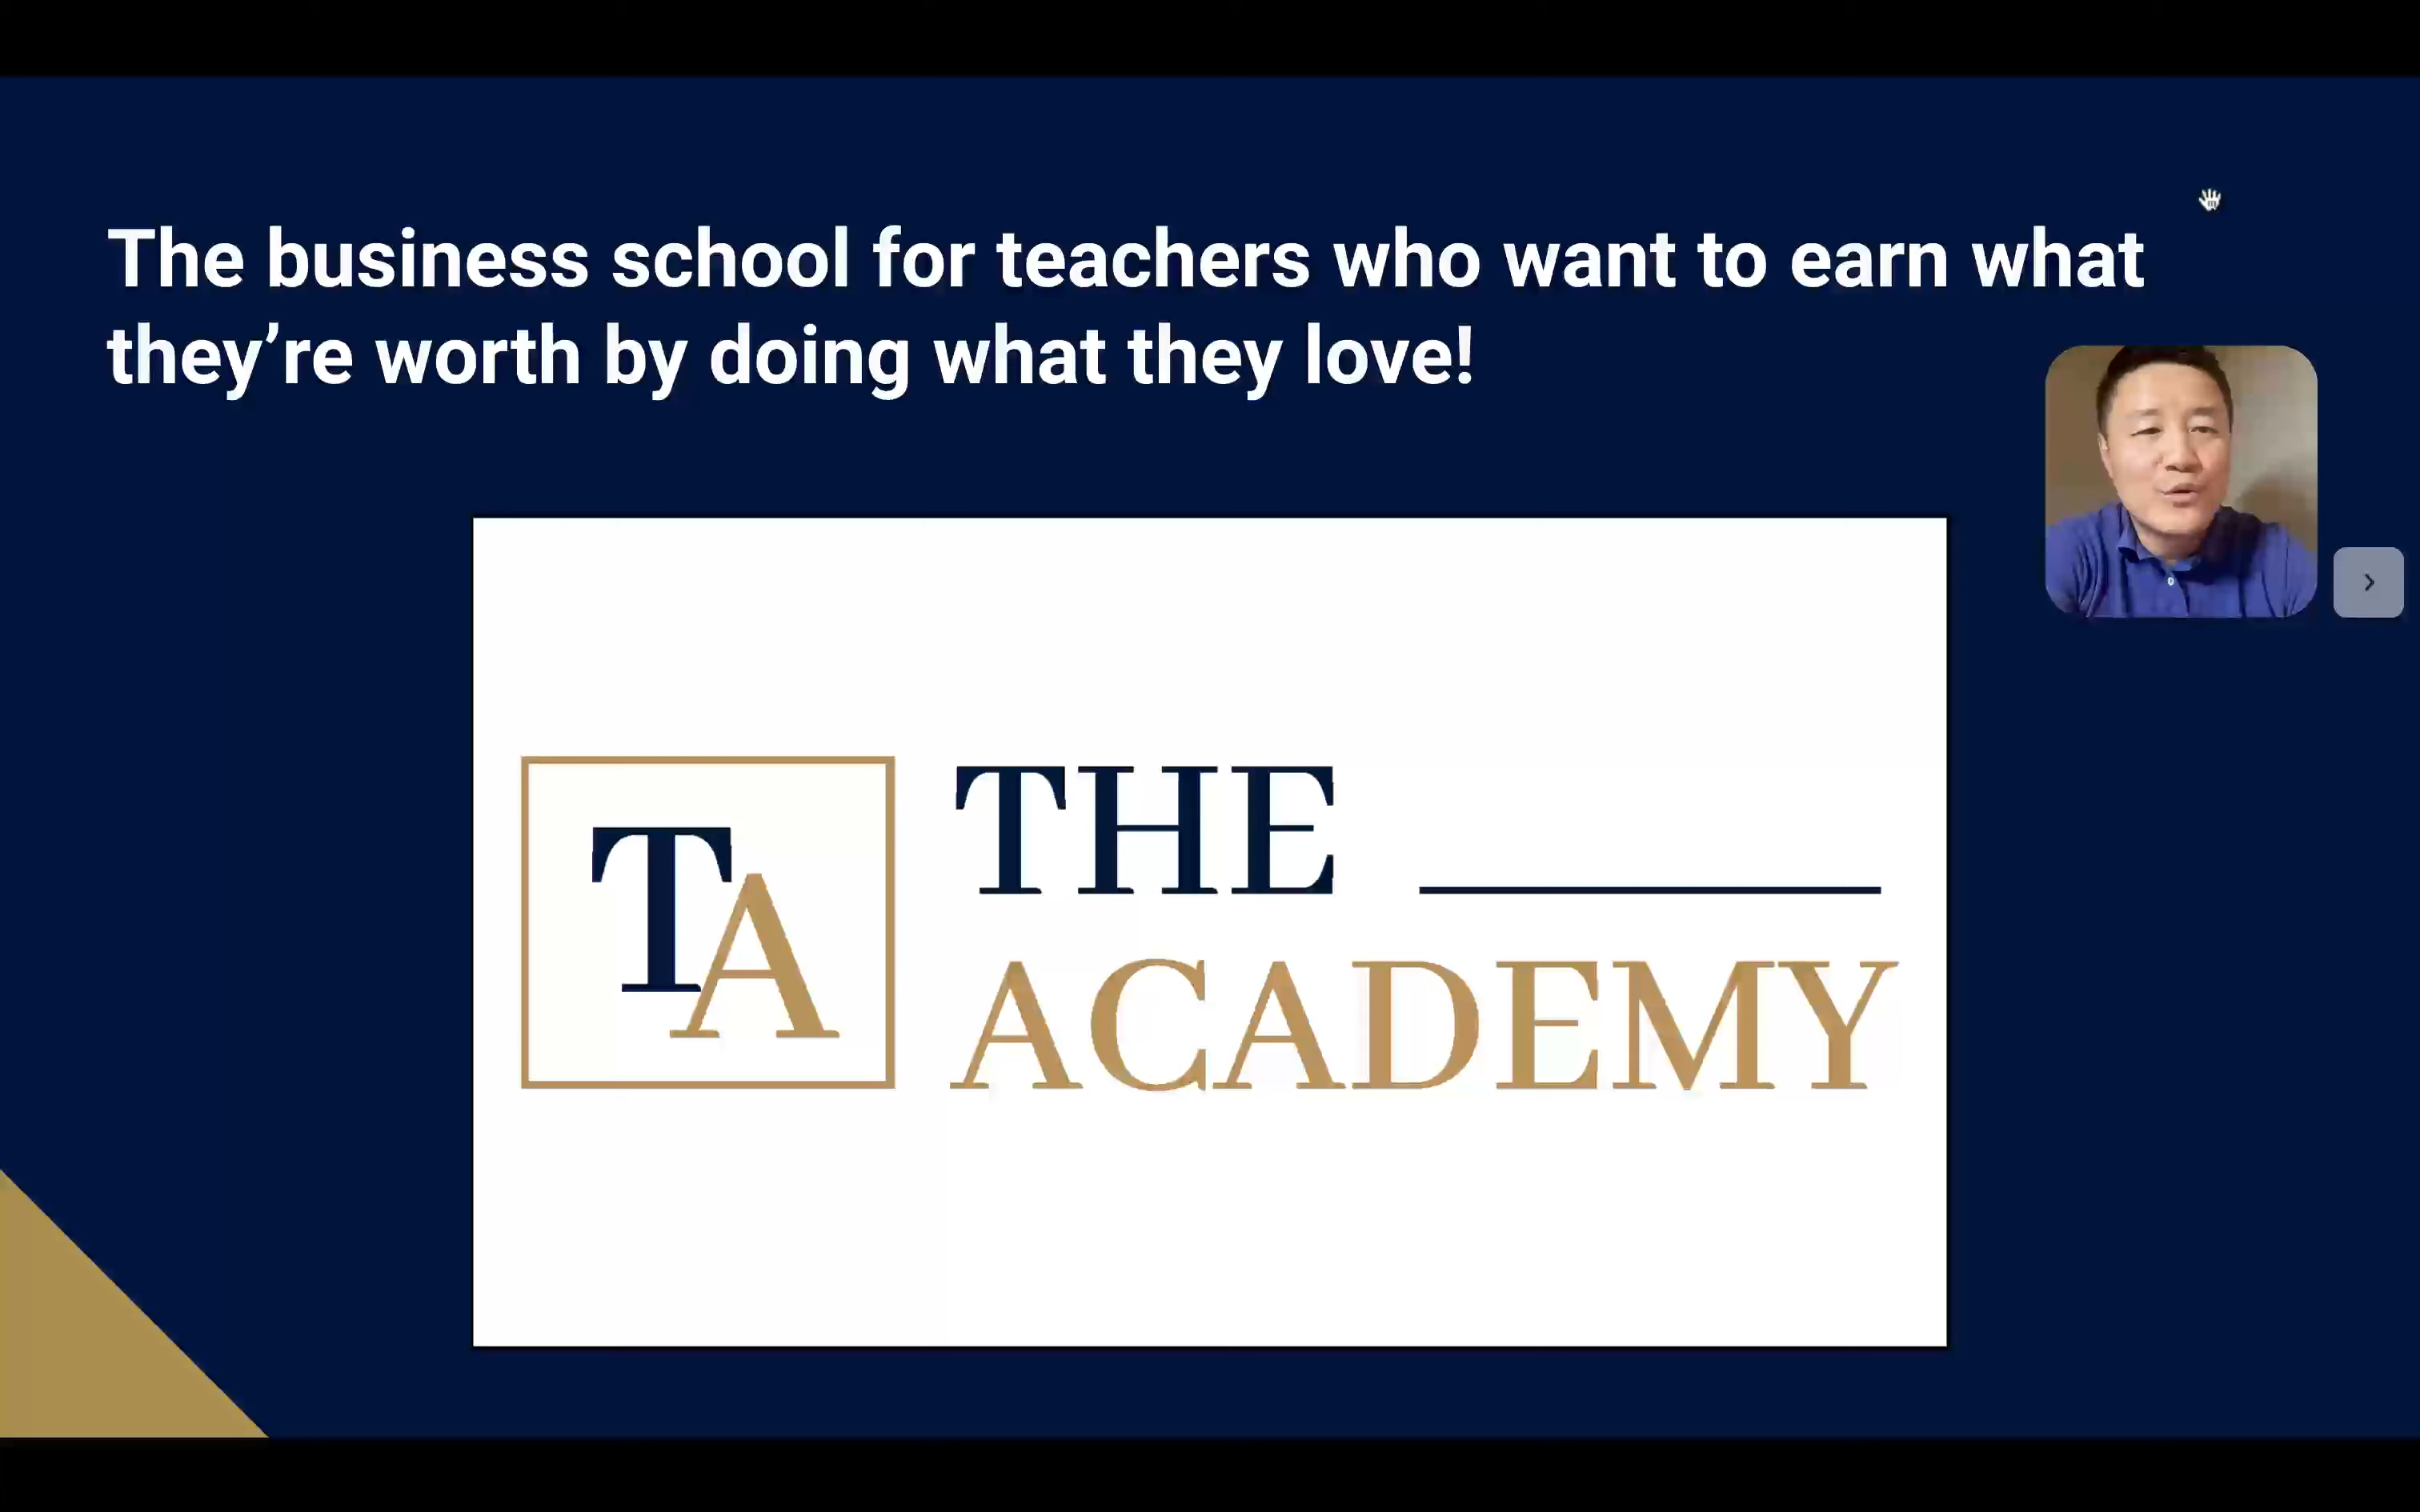 The business school for teachers who want to earn what
they’re worth by doing what they love!
TA
THE
ACADEMY